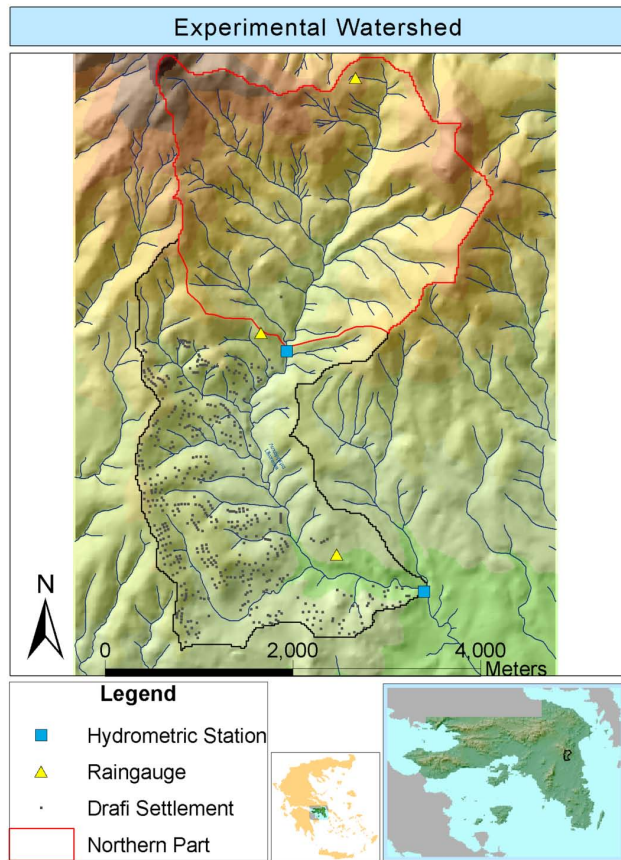 Experimental Watershed
N
0 2,000 4,000
Meters
Legend
Hydrometric Station
Raingauge
Drafi Settlement
Northern Part